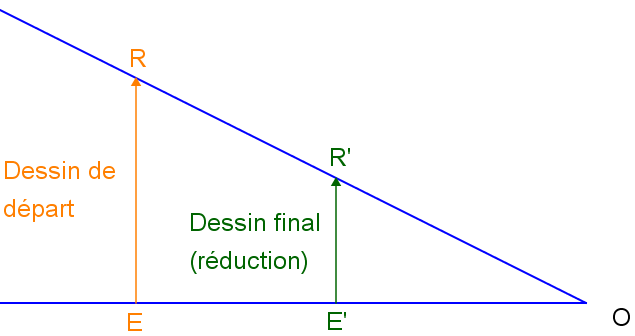 R
R'
Dessin de
départ
Dessin final
(réduction)
E
E'
O